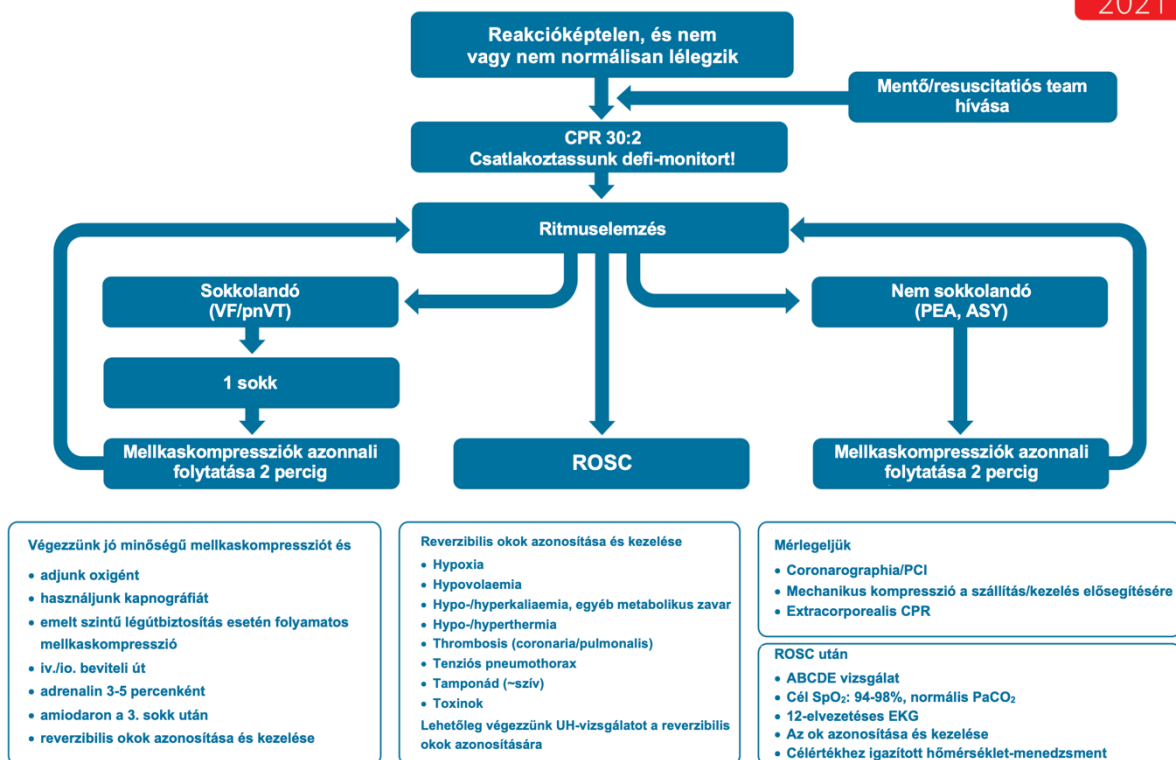 2021
Reakcióképtelen, és nem
vagy nem normálisan lélegzik
Mentő/resuscitatiós team
hívása
CPR 30:2
Csatlakoztassunk defi-monitort!
Ritmuselemzés
Sokkolandó
(VF/pnVT)
Nem sokkolandó
(PEA, ASY)
1 sokk
Mellkaskompressziók azonnali
folytatása 2 percig
ROSC
Mellkaskompressziók azonnali
folytatása 2 percig
Végezzünk jó minőségű mellkaskompressziót és
• adjunk oxigént
• használjunk kapnográfiát
• emelt szintű légútbiztosítás esetén folyamatos
mellkaskompresszió
• iv./io. beviteli út
• adrenalin 3-5 percenként
• amiodaron a 3. sokk után
• reverzibilis okok azonosítása és kezelése
Reverzibilis okok azonosítása és kezelése
• Hypoxia
• Hypovolaemia
• Hypo-/hyperkaliaemia, egyéb metabolikus zavar
• Hypo-/hyperthermia
• Thrombosis (coronaria/pulmonalis)
• Tenziós pneumothorax
• Tamponád (~szív)
• Toxinok
Lehetőleg végezzünk UH-vizsgálatot a reverzibilis
okok azonosítására
Mérlegeljük
• Coronarographia/PCI
• Mechanikus kompresszió a szállítás/kezelés elősegítésére
• Extracorporealis CPR
ROSC után
• ABCDE vizsgálat
• Cél SpO₂: 94-98%, normális PaCO₂
• 12-elvezetéses EKG
• Az ok azonosítása és kezelése
• Célértékhez igazított hőmérséklet-menedzsment